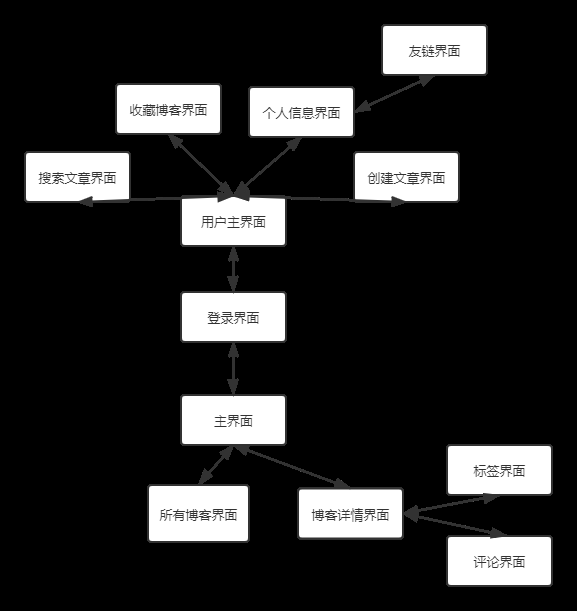 友链界面
收藏博客界面
个人信息界面
搜索文章界面
创建文章界面
用户主界面
登录界面
主界面
标签界面
所有博客界面
博客详情界面
评论界面